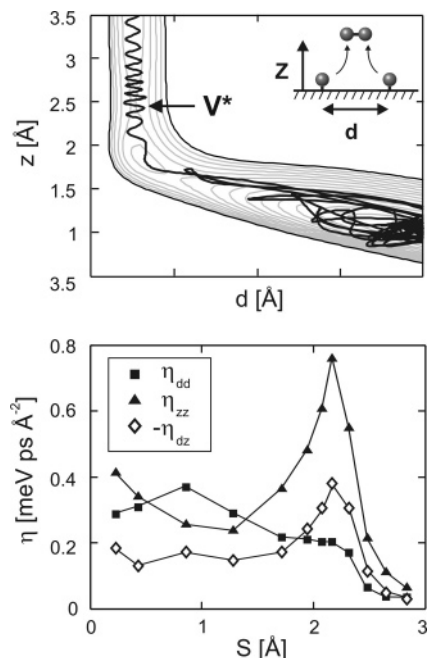 3.5
3
2.5
2
1.5
1
3.5
z [Å]
V*
Z
d
d [Å]
0.8
0.6
0.4
0.2
0
η [meV ps Å⁻²]
η_dd
η_zz
-η_dz
0
1
2
3
S [Å]